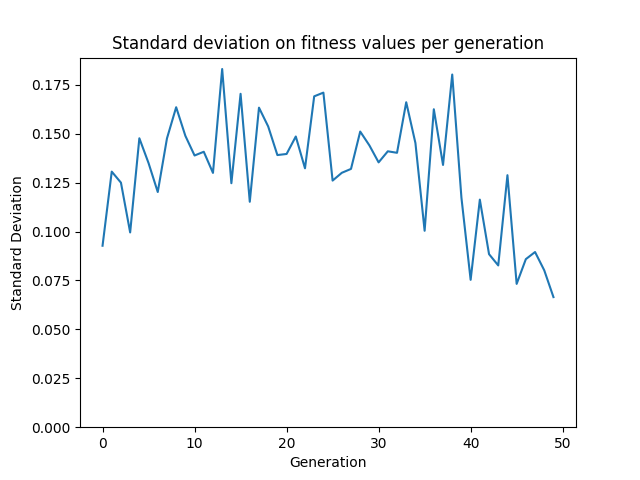 Standard deviation on fitness values per generation
0.175
0.150
0.125
0.100
0.075
0.050
0.025
0.000
Standard Deviation
0 10 20 30 40 50
Generation